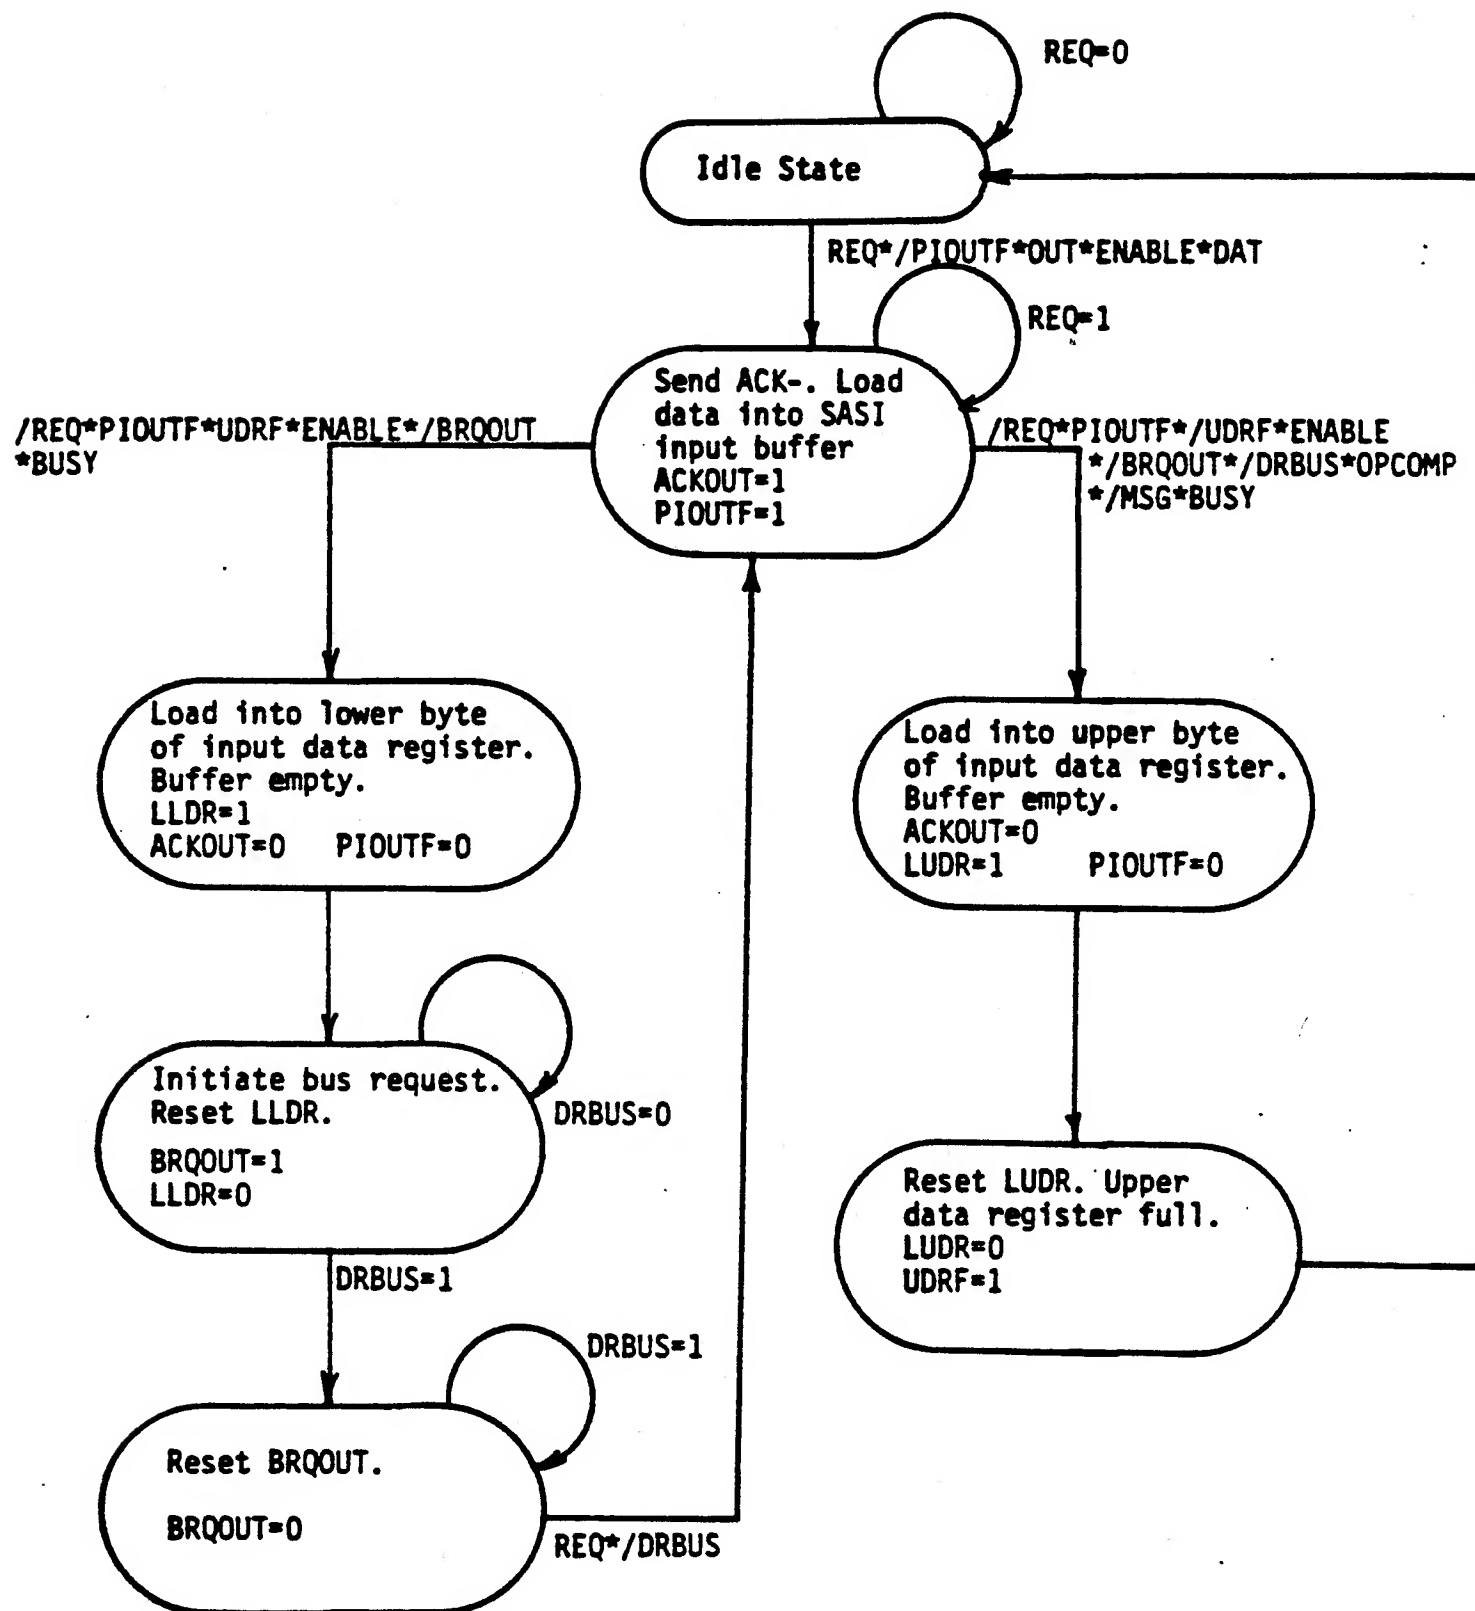 REQ=0
Idle State
REQ*/PIOUTF*OUT*ENABLE*DAT
REQ=1
Send ACK-. Load
data into SASI
input buffer
ACKOUT=1
PIOUTF=1
/REQ*PIOUTF*UDRF*ENABLE*/BRQOUT
*BUSY
/REQ*PIOUTF*/UDRF*ENABLE
*/BRQOUT*/DRBUS*OPCOMP
*/MSG*BUSY
Load into lower byte
of input data register.
Buffer empty.
LLDR=1
ACKOUT=0 PIOUTF=0
Load into upper byte
of input data register.
Buffer empty.
ACKOUT=0
LUDR=1 PIOUTF=0
Initiate bus request.
Reset LLDR.
BRQOUT=1
LLDR=0
DRBUS=0
DRBUS=1
Reset LUDR. Upper
data register full.
LUDR=0
UDRF=1
DRBUS=1
Reset BRQOUT.
BRQOUT=0
REQ*/DRBUS